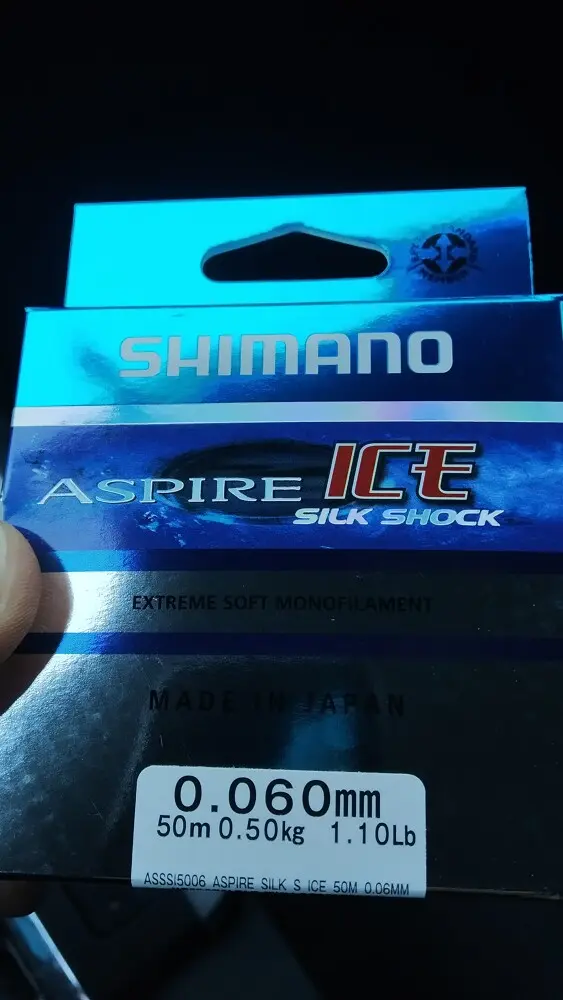 SHIMANO
ASPIRE ICE
SILK SHOCK
EXTREME SOFT MONOFILAMENT
MADE IN JAPAN
0.060mm
50m 0.50kg 1.10Lb
ASSSi5006 ASPIRE SILK S ICE 50M 0.06MM